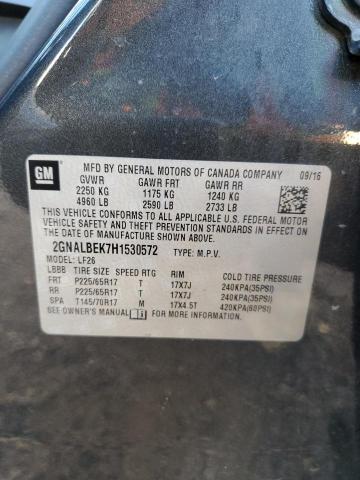 GM
MFD BY GENERAL MOTORS OF CANADA COMPANY 09/16
GVWR GAWR FRT GAWR RR
2250 KG 1175 KG 1240 KG
4960 LB 2590 LB 2733 LB
THIS VEHICLE CONFORMS TO ALL APPLICABLE U.S. FEDERAL MOTOR
VEHICLE SAFETY, BUMPER, AND THEFT PREVENTION STANDARDS IN
EFFECT ON THE DATE OF MANUFACTURE SHOWN ABOVE.
2GNALBEK7H1530572 TYPE: M.P.V.
MODEL: LF26
LBBB TIRE SIZE SPEED RTG RIM COLD TIRE PRESSURE
FRT P225/65R17 T 17X7J 240KPA(35PSI)
RR P225/65R17 T 17X7J 240KPA(35PSI)
SPA T145/70R17 M 17X4.5T 420KPA(60PSI)
SEE OWNER'S MANUAL FOR MORE INFORMATION.